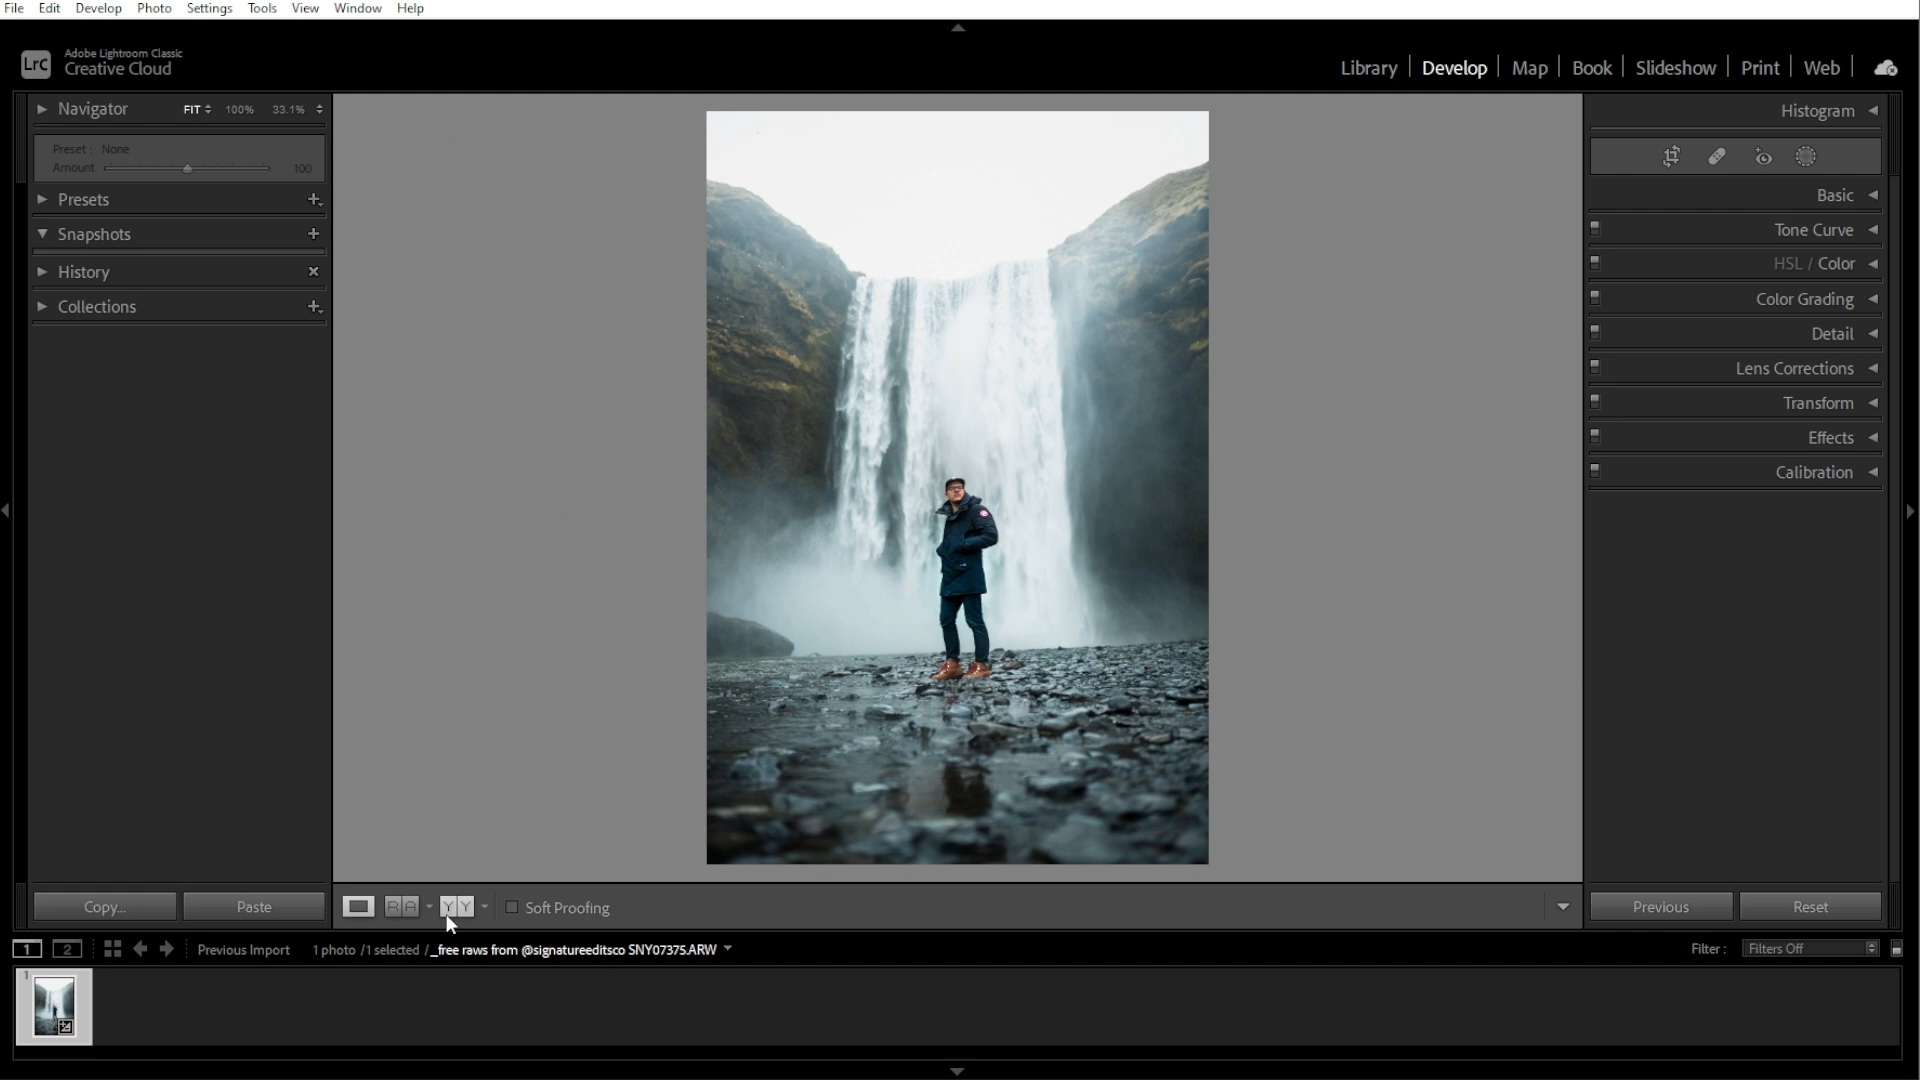 File Edit Develop Photo Settings Tools View Window Help
LrC
Adobe Lightroom Classic
Creative Cloud
Library Develop Map Book Slideshow Print Web
Navigator FIT 100% 33.1%
Preset : None
Amount 100
Presets
Snapshots
History
Collections
Histogram
Basic
Tone Curve
HSL / Color
Color Grading
Detail
Lens Corrections
Transform
Effects
Calibration
Copy... Paste
R A Y Y Soft Proofing
Previous Reset
1 2 Previous Import 1 photo /1 selected /_free raws from @signatureeditsco SNY07375.ARW
Filter : Filters Off
1